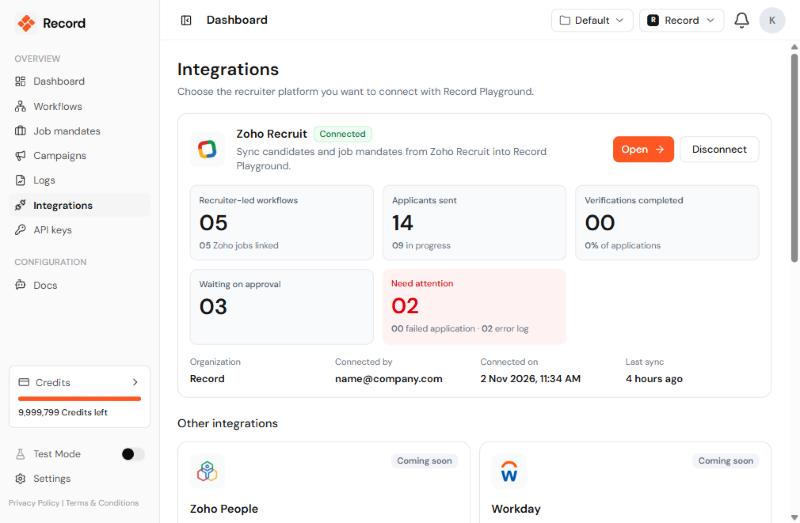 Record
Dashboard
Default
R Record
K
OVERVIEW
Dashboard
Workflows
Job mandates
Campaigns
Logs
Integrations
API keys
CONFIGURATION
Docs
Credits
9,999,799 Credits left
Test Mode
Settings
Privacy Policy | Terms & Conditions
Integrations
Choose the recruiter platform you want to connect with Record Playground.
Zoho Recruit Connected
Sync candidates and job mandates from Zoho Recruit into Record
Playground.
Open → Disconnect
Recruiter-led workflows
05
05 Zoho jobs linked
Applicants sent
14
09 in progress
Verifications completed
00
0% of applications
Waiting on approval
03
Need attention
02
00 failed application · 02 error log
Organization
Record
Connected by
name@company.com
Connected on
2 Nov 2026, 11:34 AM
Last sync
4 hours ago
Other integrations
Coming soon
Zoho People
Coming soon
Workday